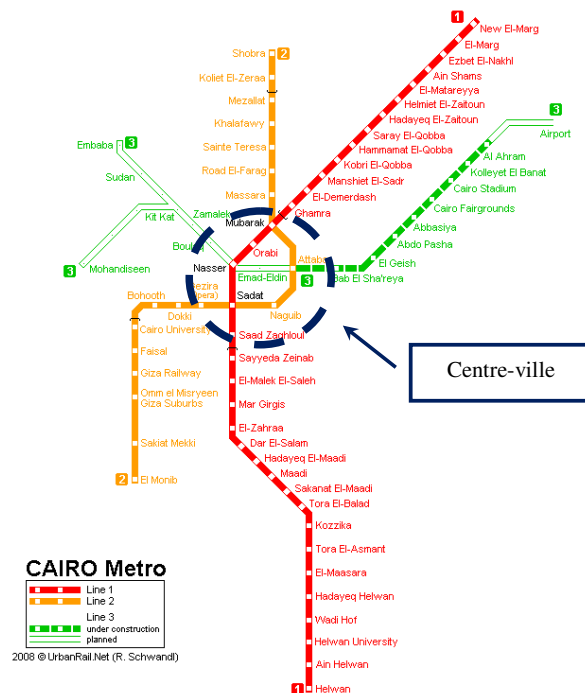 1
New El-Marg
El-Marg
Ezbet El-Nakhl
Ain Shams
El-Matareyya
Helmiet El-Zaitoun
Hadayeq El-Zaitoun
Saray El-Qobba
Hammamat El-Qobba
Kobri El-Qobba
Manshiet El-Sadr
El-Demerdash
Ghamra
Mubarak
Orabi
Nasser
Sadat
Saad Zaghloul
Sayyeda Zeinab
El-Malek El-Saleh
Mar Girgis
El-Zahraa
Dar El-Salam
Hadayeq El-Maadi
Maadi
Sakanat El-Maadi
Tora El-Balad
Kozzika
Tora El-Asmant
El-Maasara
Hadayeq Helwan
Wadi Hof
Helwan University
Ain Helwan
1 Helwan
Shobra 2
Koliet El-Zeraa
Mezallat
Khalafawy
Sainte Teresa
Road El-Farag
Massara
Attaba
Naguib
Dokki
Bohooth
Cairo University
Faisal
Giza Railway
Omm el Misryeen
Giza Suburbs
Sakiat Mekki
2 El Monib
Embaba 3
Sudan
Kit Kat
3 Mohandiseen
Zamalek
Emad-Eldin
3
Bab El Sha'reya
El Geish
Abdo Pasha
Abbasiya
Cairo Fairgrounds
Cairo Stadium
Kolleyet El Banat
Al Ahram
3
Airport
Centre-ville
CAIRO Metro
Line 1
Line 2
Line 3
under construction
planned
2008 © UrbanRail.Net (R. Schwandl)